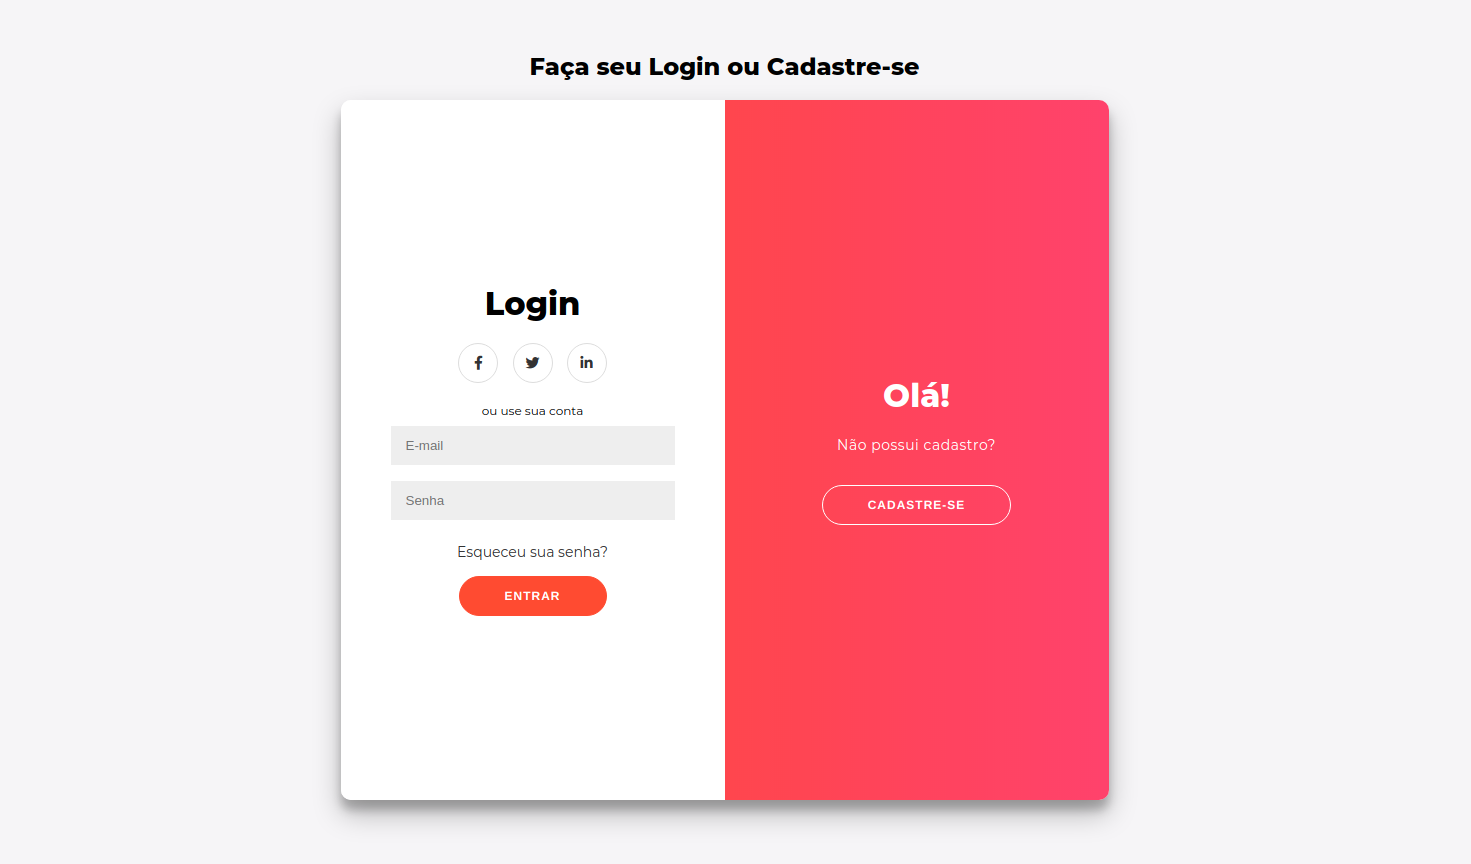 Faça seu Login ou Cadastre-se
Login
ou use sua conta
E-mail
Senha
Esqueceu sua senha?
ENTRAR
Olá!
Não possui cadastro?
CADASTRE-SE